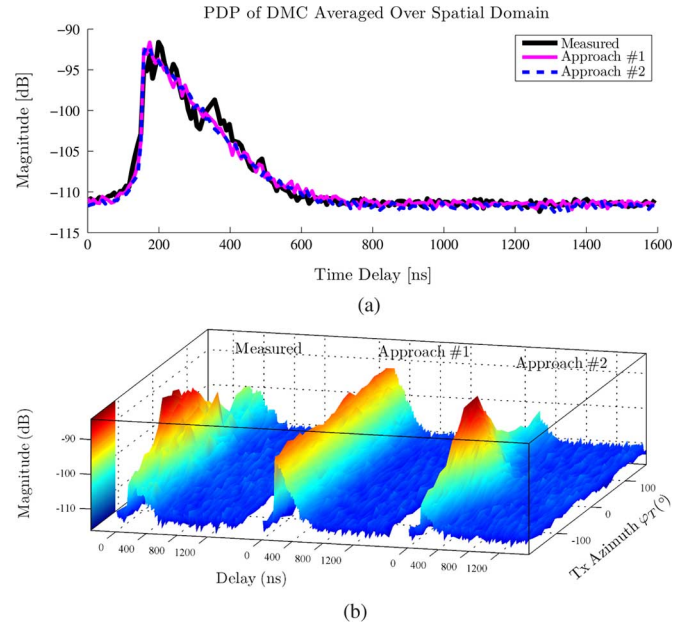 PDP of DMC Averaged Over Spatial Domain
−90
−95
−100
−105
−110
−115
Magnitude [dB]
Measured
Approach #1
Approach #2
0 200 400 600 800 1000 1200 1400 1600
Time Delay [ns]
(a)
Measured
Approach #1
Approach #2
-90
-100
-110
Magnitude (dB)
0 400 800 1200
0 400 800 1200
0 400 800 1200
Delay (ns)
100
0
-100
Tx Azimuth φT(°)
(b)